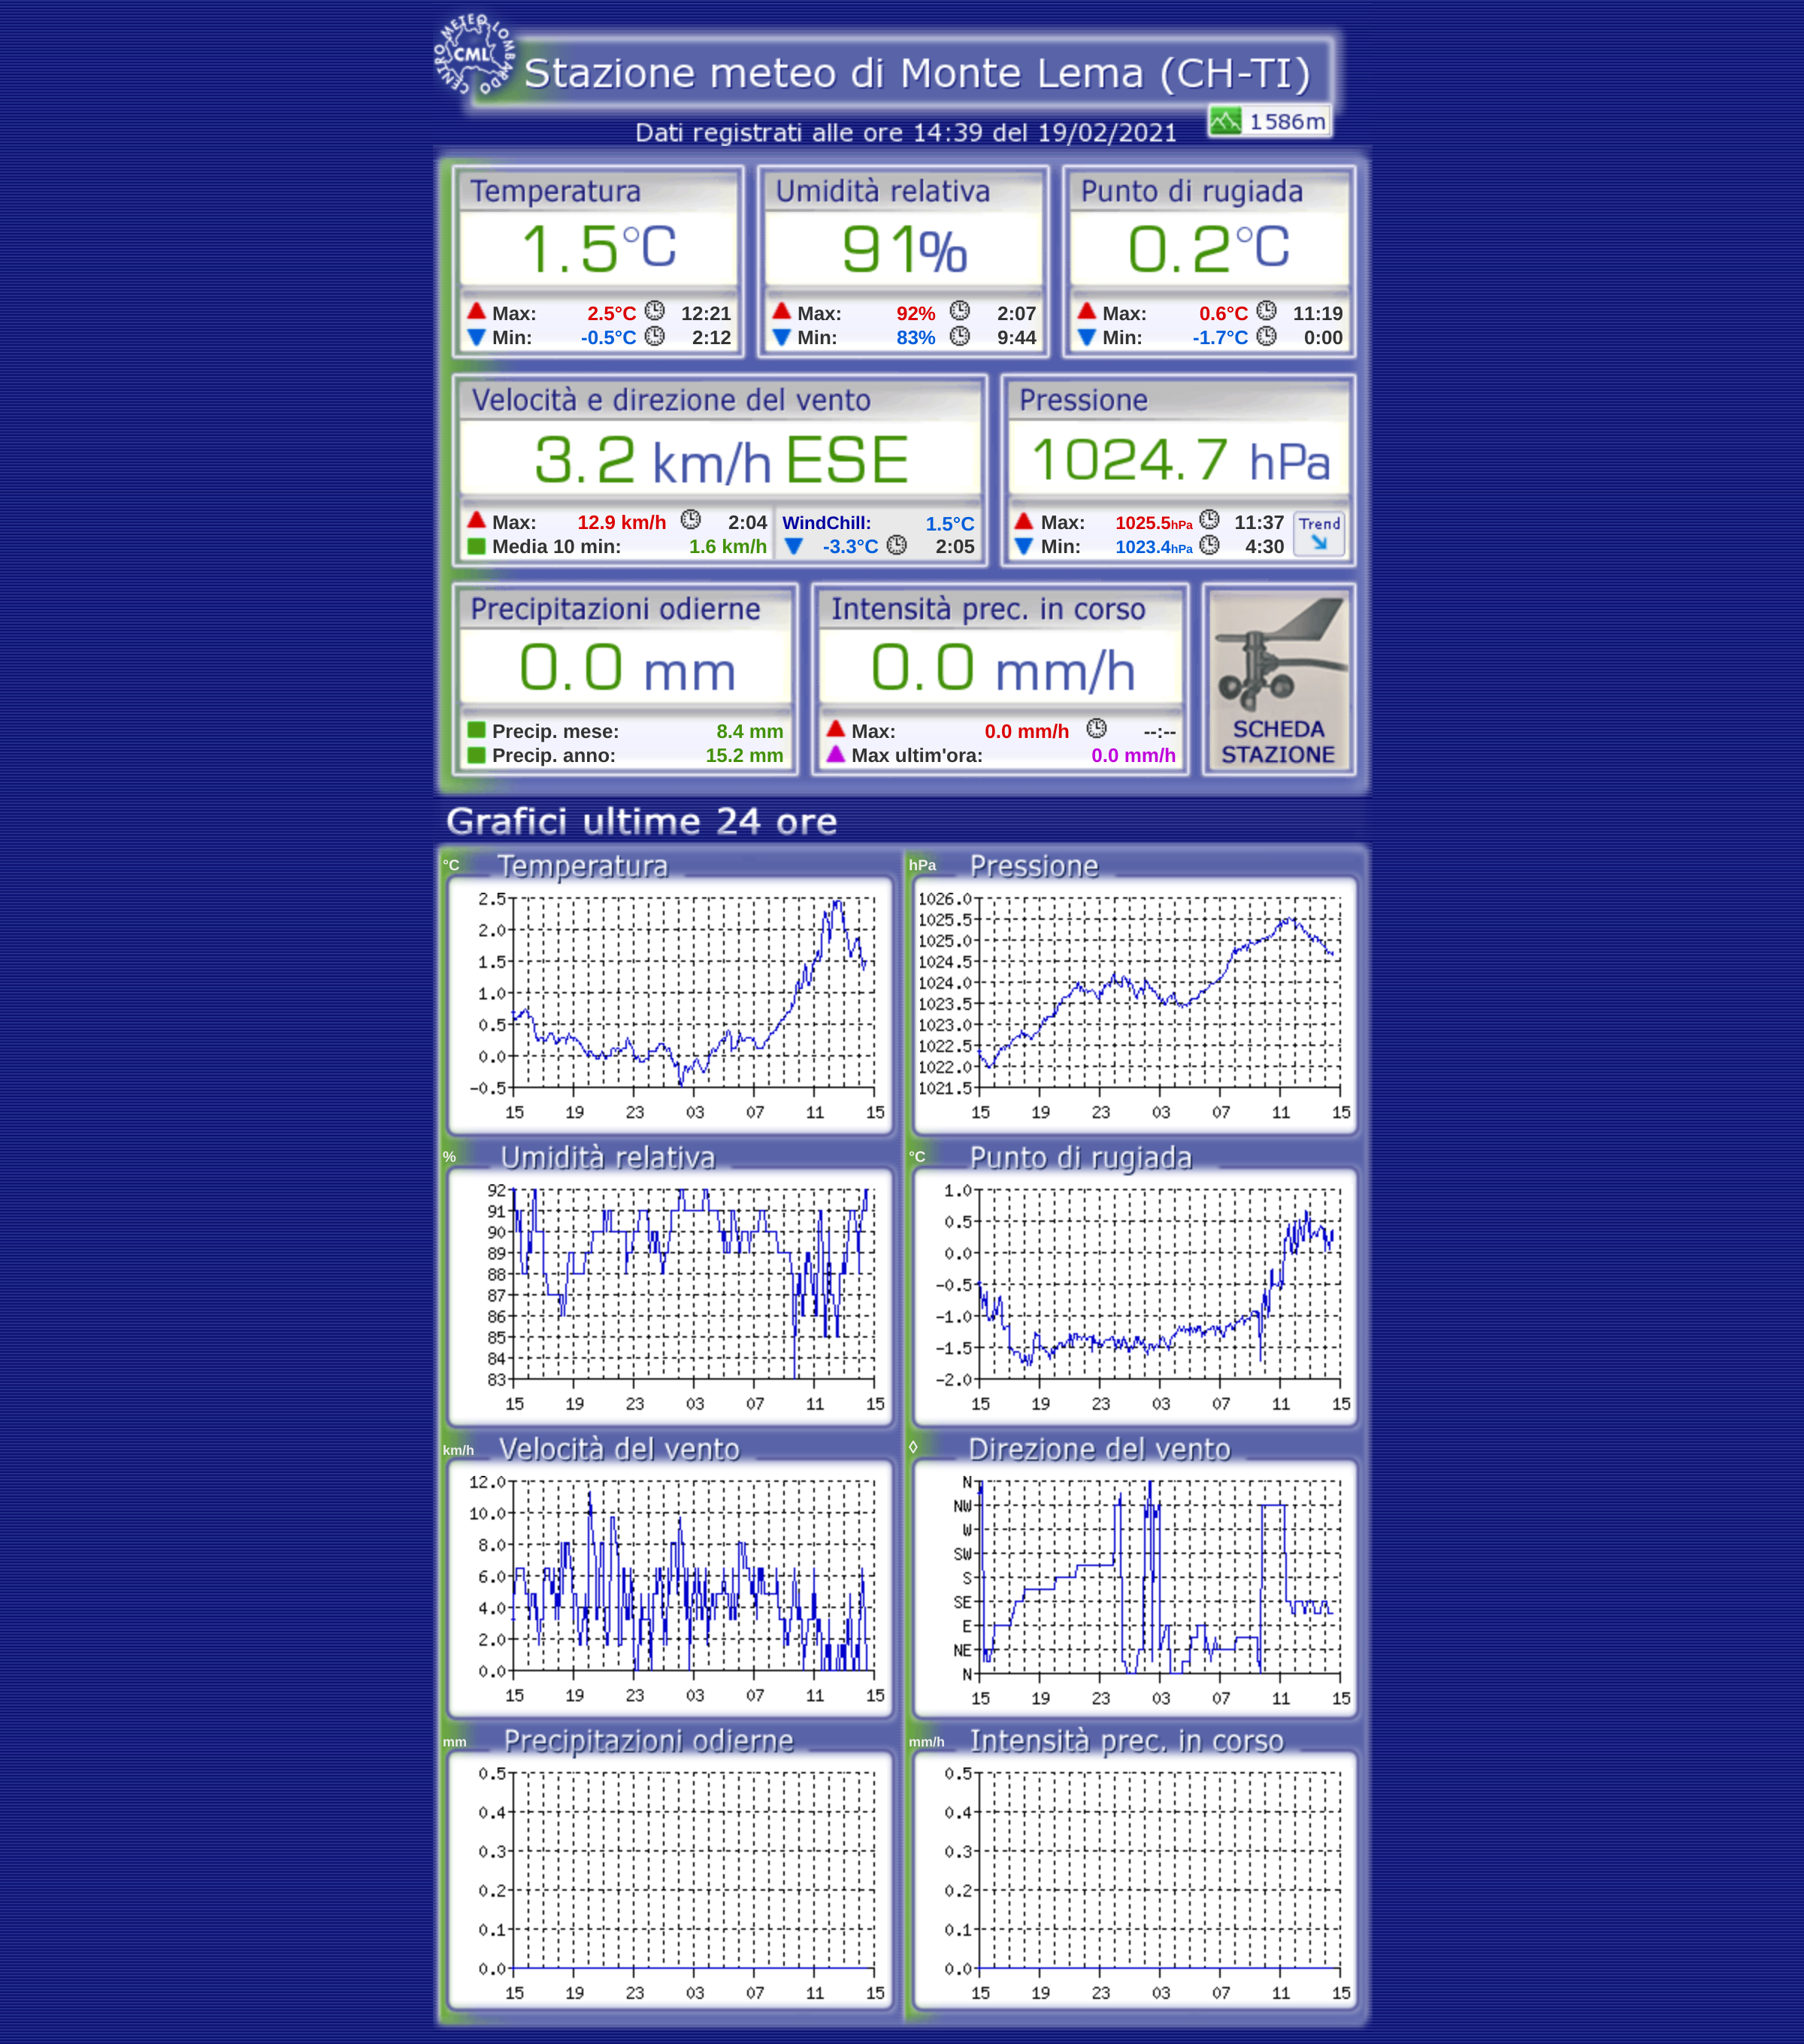 CENTRO METEO LOMBARDO
CML
Stazione meteo di Monte Lema (CH-TI)
1586m
Dati registrati alle ore 14:39 del 19/02/2021
Temperatura
1.5°C
Max: 2.5°C 12:21
Min: -0.5°C 2:12
Umidità relativa
91%
Max: 92% 2:07
Min: 83% 9:44
Punto di rugiada
0.2°C
Max: 0.6°C 11:19
Min: -1.7°C 0:00
Velocità e direzione del vento
3.2 km/h ESE
Max: 12.9 km/h 2:04
Media 10 min: 1.6 km/h
WindChill: 1.5°C
-3.3°C 2:05
Pressione
1024.7 hPa
Max: 1025.5hPa 11:37
Min: 1023.4hPa 4:30
Trend
Precipitazioni odierne
0.0 mm
Precip. mese: 8.4 mm
Precip. anno: 15.2 mm
Intensità prec. in corso
0.0 mm/h
Max: 0.0 mm/h --:--
Max ultim'ora: 0.0 mm/h
SCHEDA
STAZIONE
Grafici ultime 24 ore
°C Temperatura
2.5
2.0
1.5
1.0
0.5
0.0
-0.5
15 19 23 03 07 11 15
hPa Pressione
1026.0
1025.5
1025.0
1024.5
1024.0
1023.5
1023.0
1022.5
1022.0
1021.5
15 19 23 03 07 11 15
% Umidità relativa
92
91
90
89
88
87
86
85
84
83
15 19 23 03 07 11 15
°C Punto di rugiada
1.0
0.5
0.0
-0.5
-1.0
-1.5
-2.0
15 19 23 03 07 11 15
km/h Velocità del vento
12.0
10.0
8.0
6.0
4.0
2.0
0.0
15 19 23 03 07 11 15
◊ Direzione del vento
N
NW
W
SW
S
SE
E
NE
N
15 19 23 03 07 11 15
mm Precipitazioni odierne
0.5
0.4
0.3
0.2
0.1
0.0
15 19 23 03 07 11 15
mm/h Intensità prec. in corso
0.5
0.4
0.3
0.2
0.1
0.0
15 19 23 03 07 11 15